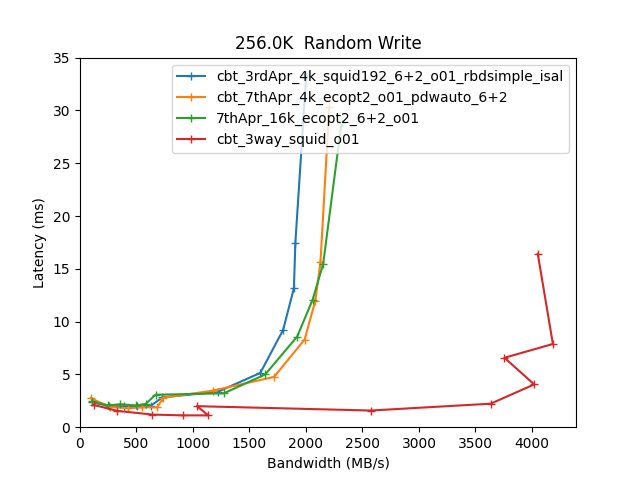 256.0K  Random Write
cbt_3rdApr_4k_squid192_6+2_o01_rbdsimple_isal
cbt_7thApr_4k_ecopt2_o01_pdwauto_6+2
7thApr_16k_ecopt2_6+2_o01
cbt_3way_squid_o01
35
30
25
20
15
10
5
0
Latency (ms)
0 500 1000 1500 2000 2500 3000 3500 4000
Bandwidth (MB/s)